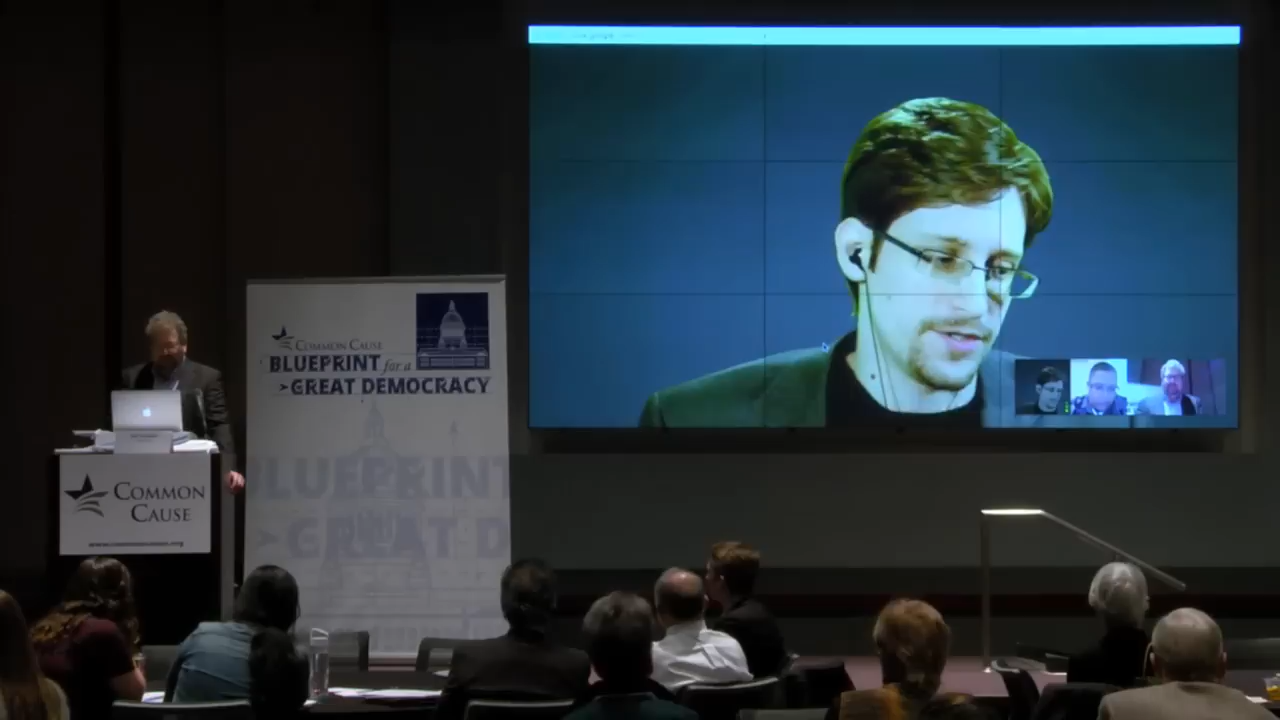 COMMON CAUSE
BLUEPRINT for a
>GREAT DEMOCRACY
BLUEPRINT
>GREAT D
COMMON
CAUSE